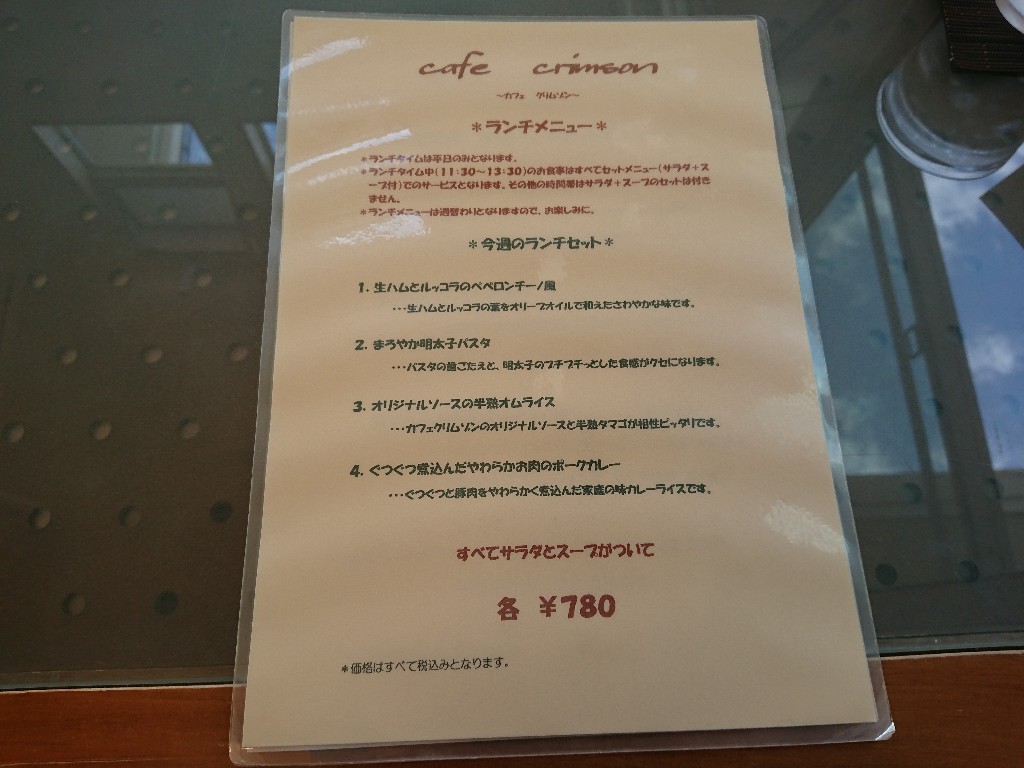 cafe crimson
～カフェ クリムゾン～
＊ランチメニュー＊
＊ランチタイムは平日のみとなります。
＊ランチタイム中（11:30～13:30）のお食事はすべてセットメニュー（サラダ＋ス
ープ付）でのサービスとなります。その他の時間帯はサラダ＋スープのセットは付き
ません。
＊ランチメニューは週替わりとなりますので、お楽しみに。
＊今週のランチセット＊
1. 生ハムとルッコラのペペロンチーノ風
・・・生ハムとルッコラの葉をオリーブオイルで和えたさわやかな味です。
2. まろやか明太子パスタ
・・・パスタの歯ごたえと、明太子のプチプチっとした食感がクセになります。
3. オリジナルソースの半熟オムライス
・・・カフェクリムゾンのオリジナルソースと半熟タマゴが相性ピッタリです。
4. ぐつぐつ煮込んだやわらかお肉のポークカレー
・・・ぐつぐつと豚肉をやわらかく煮込んだ家庭の味カレーライスです。
すべてサラダとスープがついて
各 ￥780
＊価格はすべて税込みとなります。